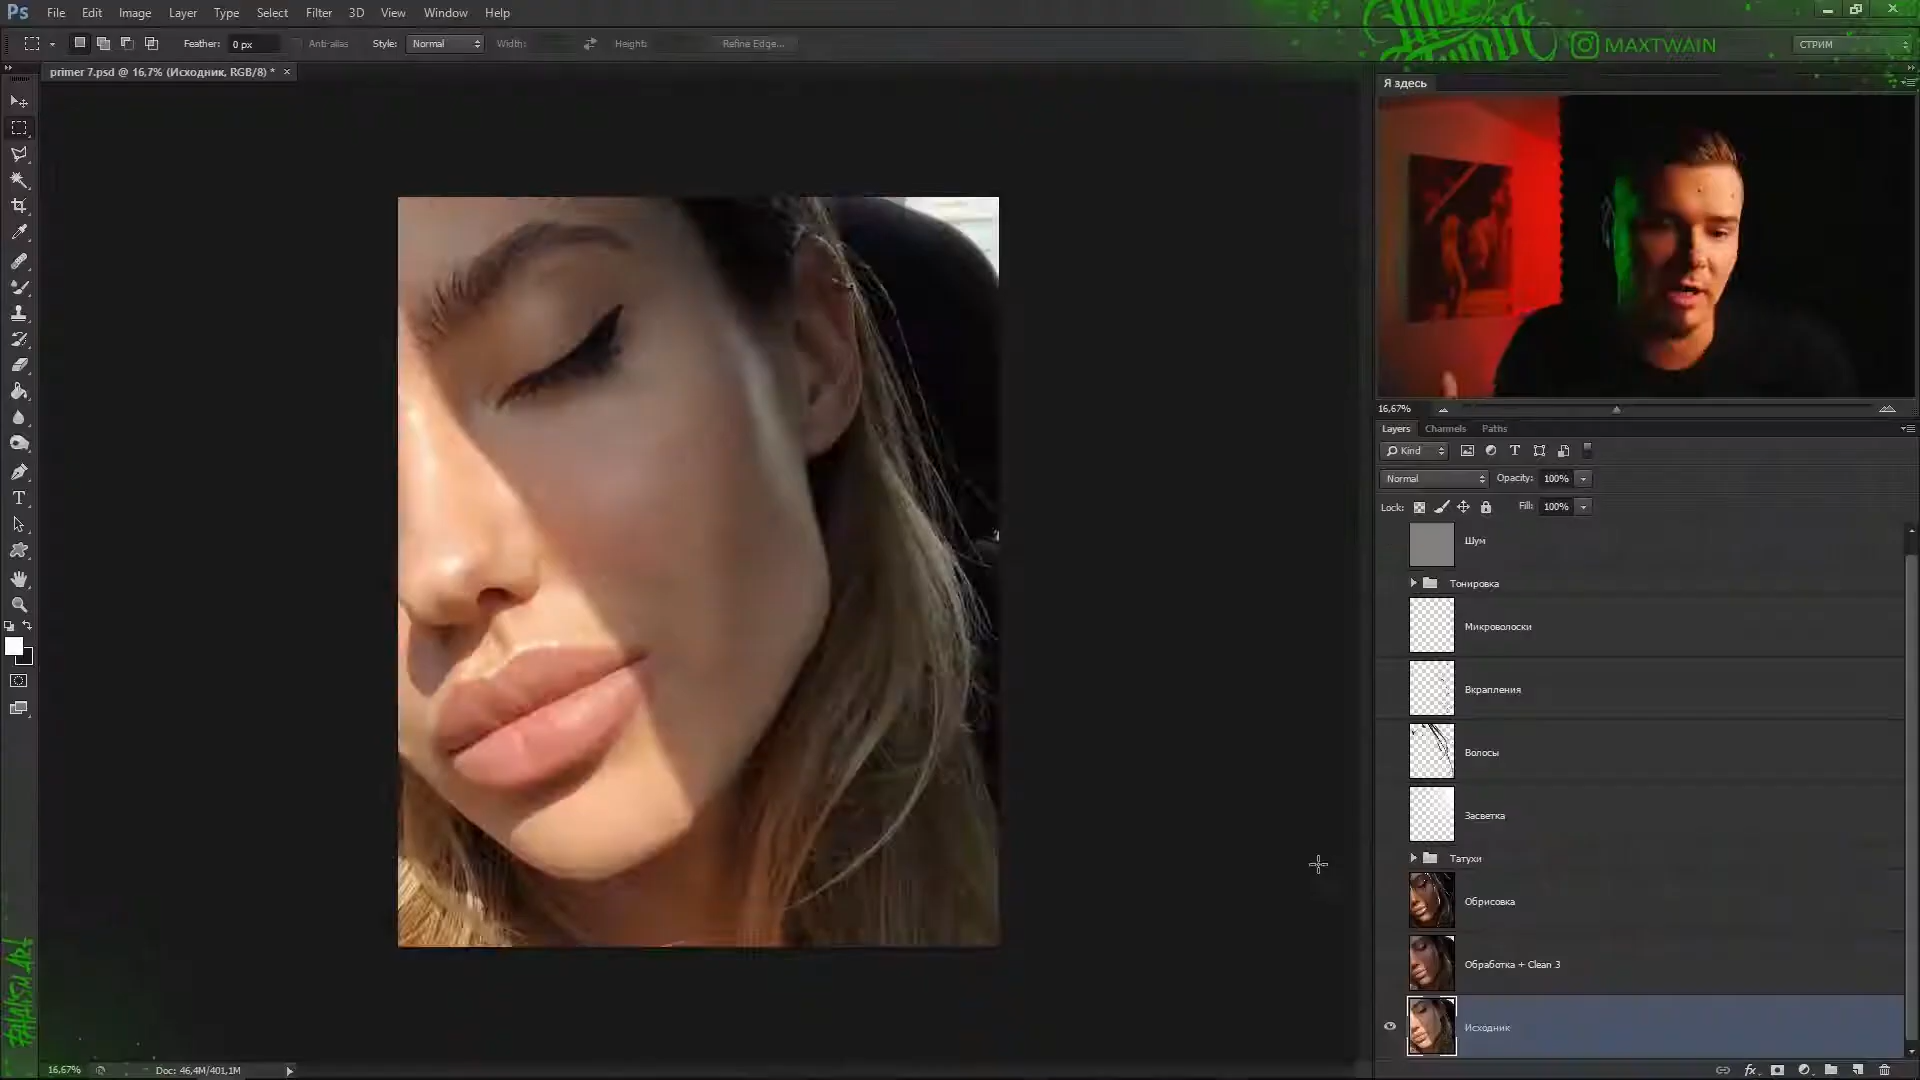 Ps File Edit Image Layer Type Select Filter 3D View Window Help
Feather: 0 px Anti-alias Style: Normal Width: Height: Refine Edge...
MAXTWAIN
СТРИМ
primer 7.psd @ 16,7% (Исходник, RGB/8) * ×
Я здесь
16,67%
Layers Channels Paths
Kind
Normal Opacity: 100%
Lock: Fill: 100%
Шум
Тонировка
Микроволоски
Вкрапления
Волосы
Засветка
Татухи
Обрисовка
Обработка + Clean 3
Исходник
16,67% Doc: 46,4M/401,1M